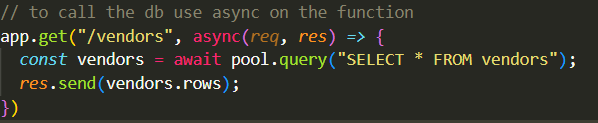 // to call the db use async on the function
app.get("/vendors", async(req, res) => {
  const vendors = await pool.query("SELECT * FROM vendors");
  res.send(vendors.rows);
})